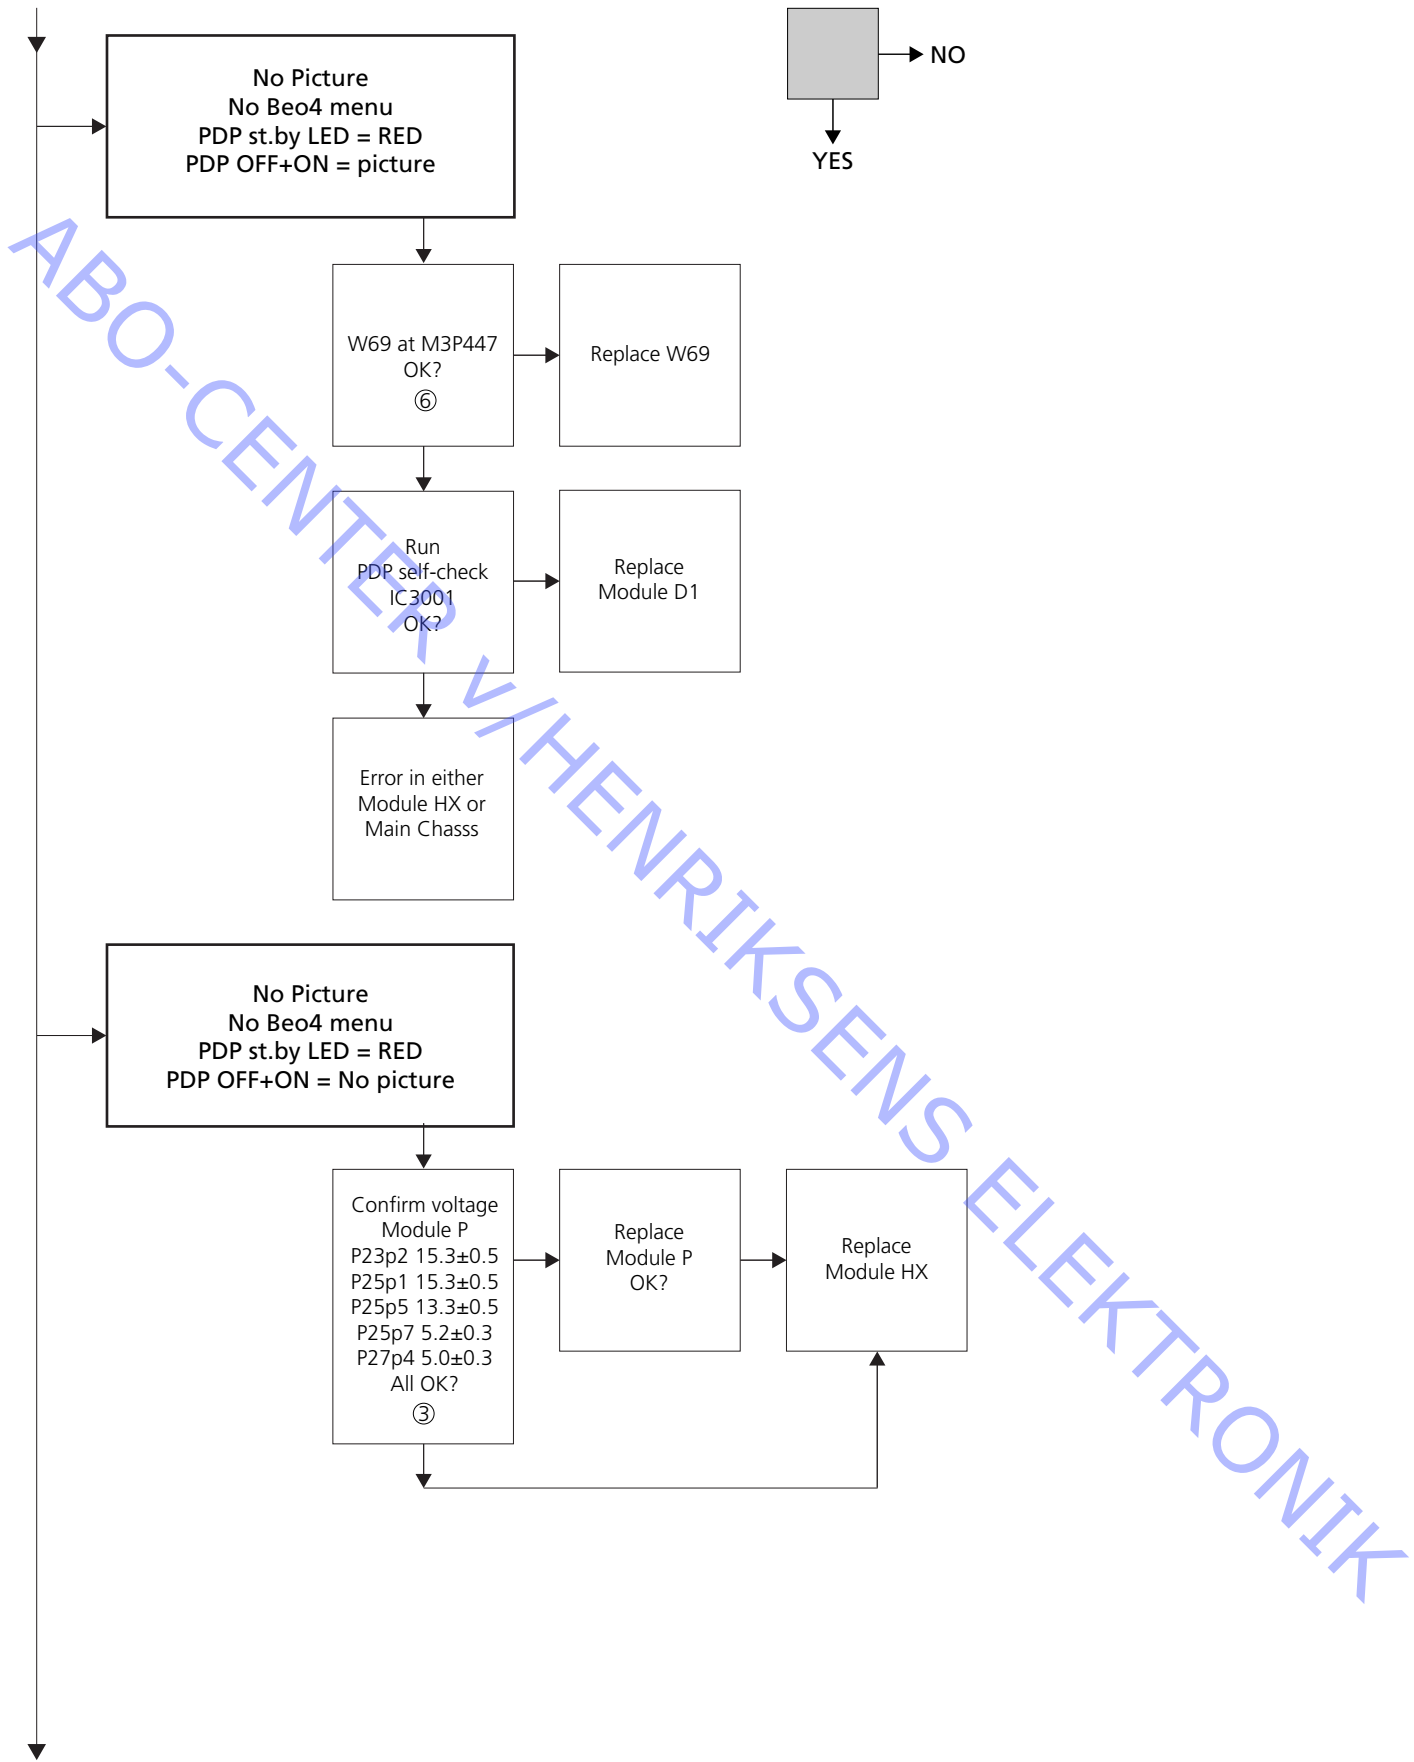 No Picture
No Beo4 menu
PDP st.by LED = RED
PDP OFF+ON = picture
NO
YES
W69 at M3P447
OK?
⑥
Replace W69
Run
PDP self-check
IC3001
OK?
Replace
Module D1
Error in either
Module HX or
Main Chasss
No Picture
No Beo4 menu
PDP st.by LED = RED
PDP OFF+ON = No picture
Confirm voltage
Module P
P23p2 15.3±0.5
P25p1 15.3±0.5
P25p5 13.3±0.5
P25p7 5.2±0.3
P27p4 5.0±0.3
All OK?
③
Replace
Module P
OK?
Replace
Module HX
ABO-CENTER v/HENRIKSENS ELEKTRONIK